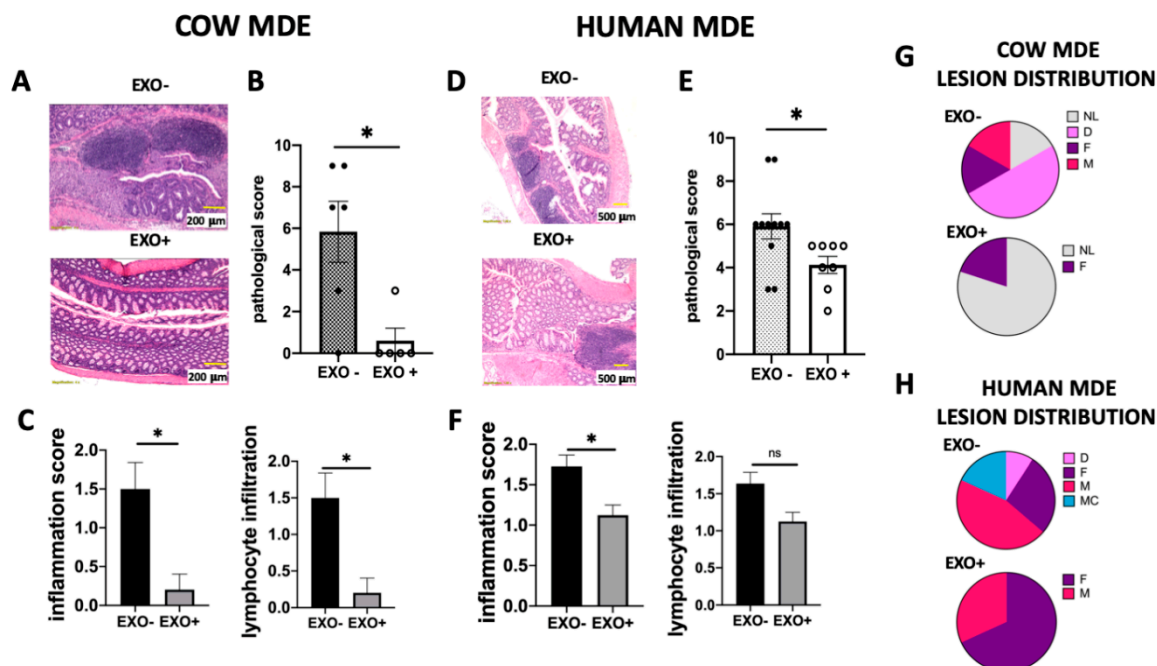 COW MDE
HUMAN MDE
A
EXO-
200 µm
EXO+
200 µm
B
*
pathological score
10
8
6
4
2
0
EXO -
EXO +
C
inflammation score
*
2.0
1.5
1.0
0.5
0.0
EXO-
EXO+
lymphocyte infiltration
*
2.0
1.5
1.0
0.5
0.0
EXO-
EXO+
D
EXO-
500 µm
EXO+
500 µm
E
*
pathological score
10
8
6
4
2
0
EXO -
EXO +
F
inflammation score
*
2.0
1.5
1.0
0.5
0.0
EXO-
EXO+
lymphocyte infiltration
ns
2.0
1.5
1.0
0.5
0.0
EXO-
EXO+
G
COW MDE
LESION DISTRIBUTION
EXO-
NL
D
F
M
EXO+
NL
F
H
HUMAN MDE
LESION DISTRIBUTION
EXO-
D
F
M
MC
EXO+
F
M